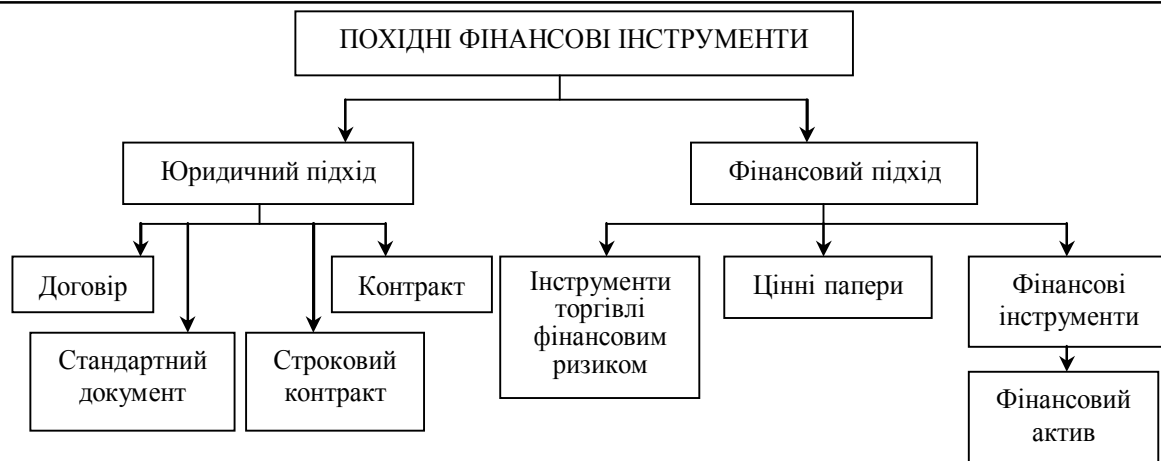 ПОХІДНІ ФІНАНСОВІ ІНСТРУМЕНТИ
Юридичний підхід
Фінансовий підхід
Договір
Контракт
Стандартний
документ
Строковий
контракт
Інструменти
торгівлі
фінансовим
ризиком
Цінні папери
Фінансові
інструменти
Фінансовий
актив